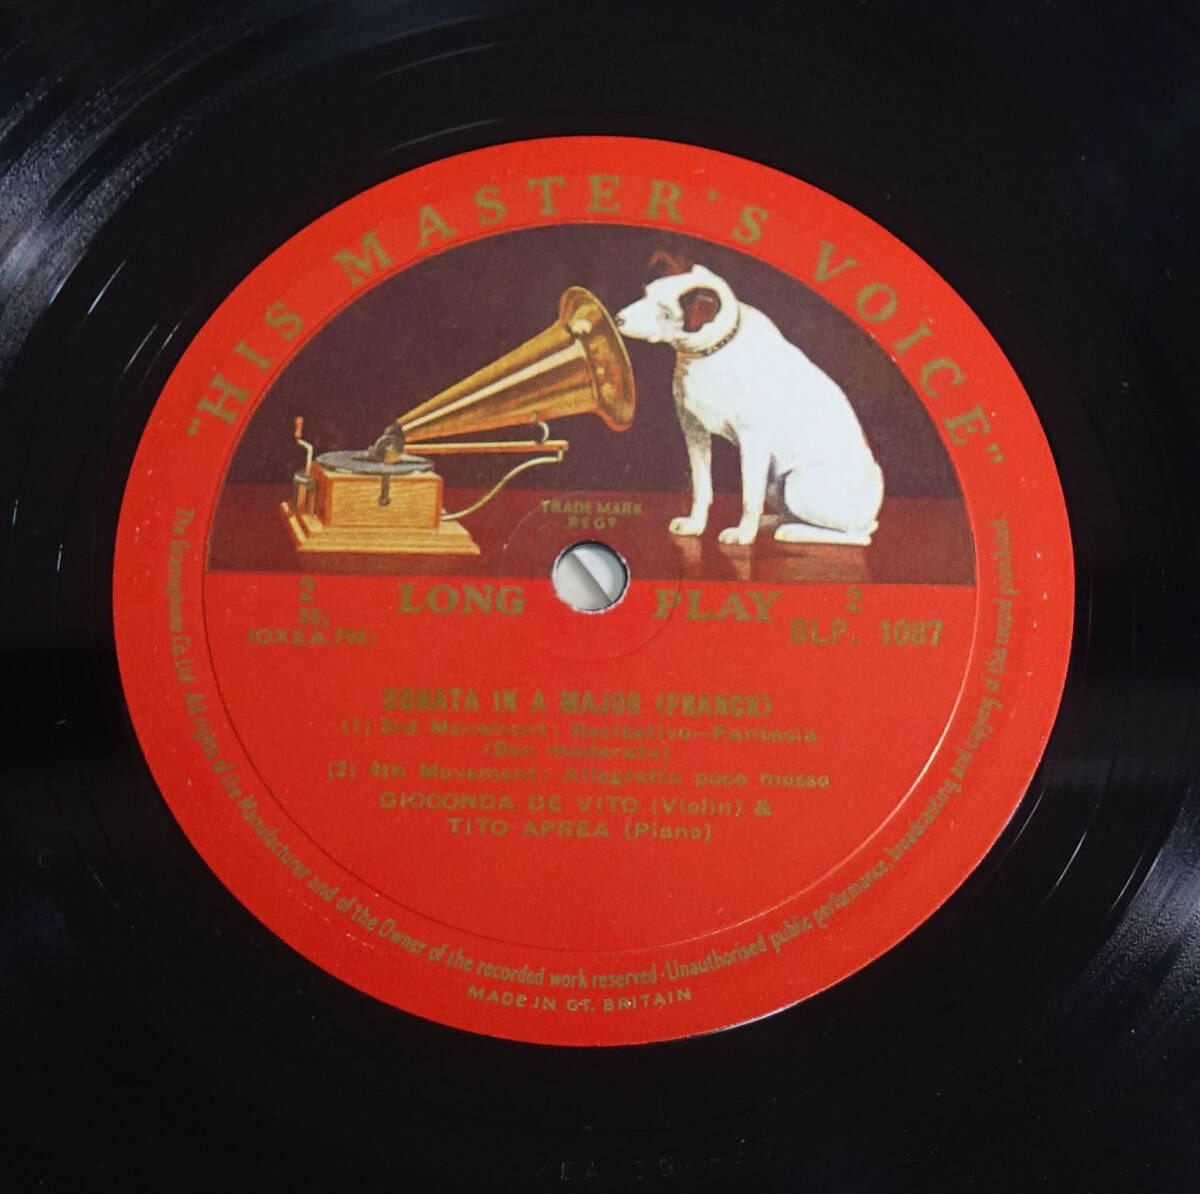 "HIS MASTER'S VOICE"
TRADE MARK
REGD
2 LONG PLAY 2
33⅓
(OXEA.794) BLP. 1087
SONATA IN A MAJOR (FRANCK)
(1) 3rd Movement: Recitativo—Fantasia
(Ben moderato)
(2) 4th Movement: Allegretto poco mosso
GIOCONDA DE VITO (Violin) &
TITO APREA (Piano)
The Gramophone Co. Ltd. All rights of the Manufacturer and of the Owner of the recorded work reserved · Unauthorised public performance, broadcasting and copying of this record prohibited.
MADE IN GT. BRITAIN